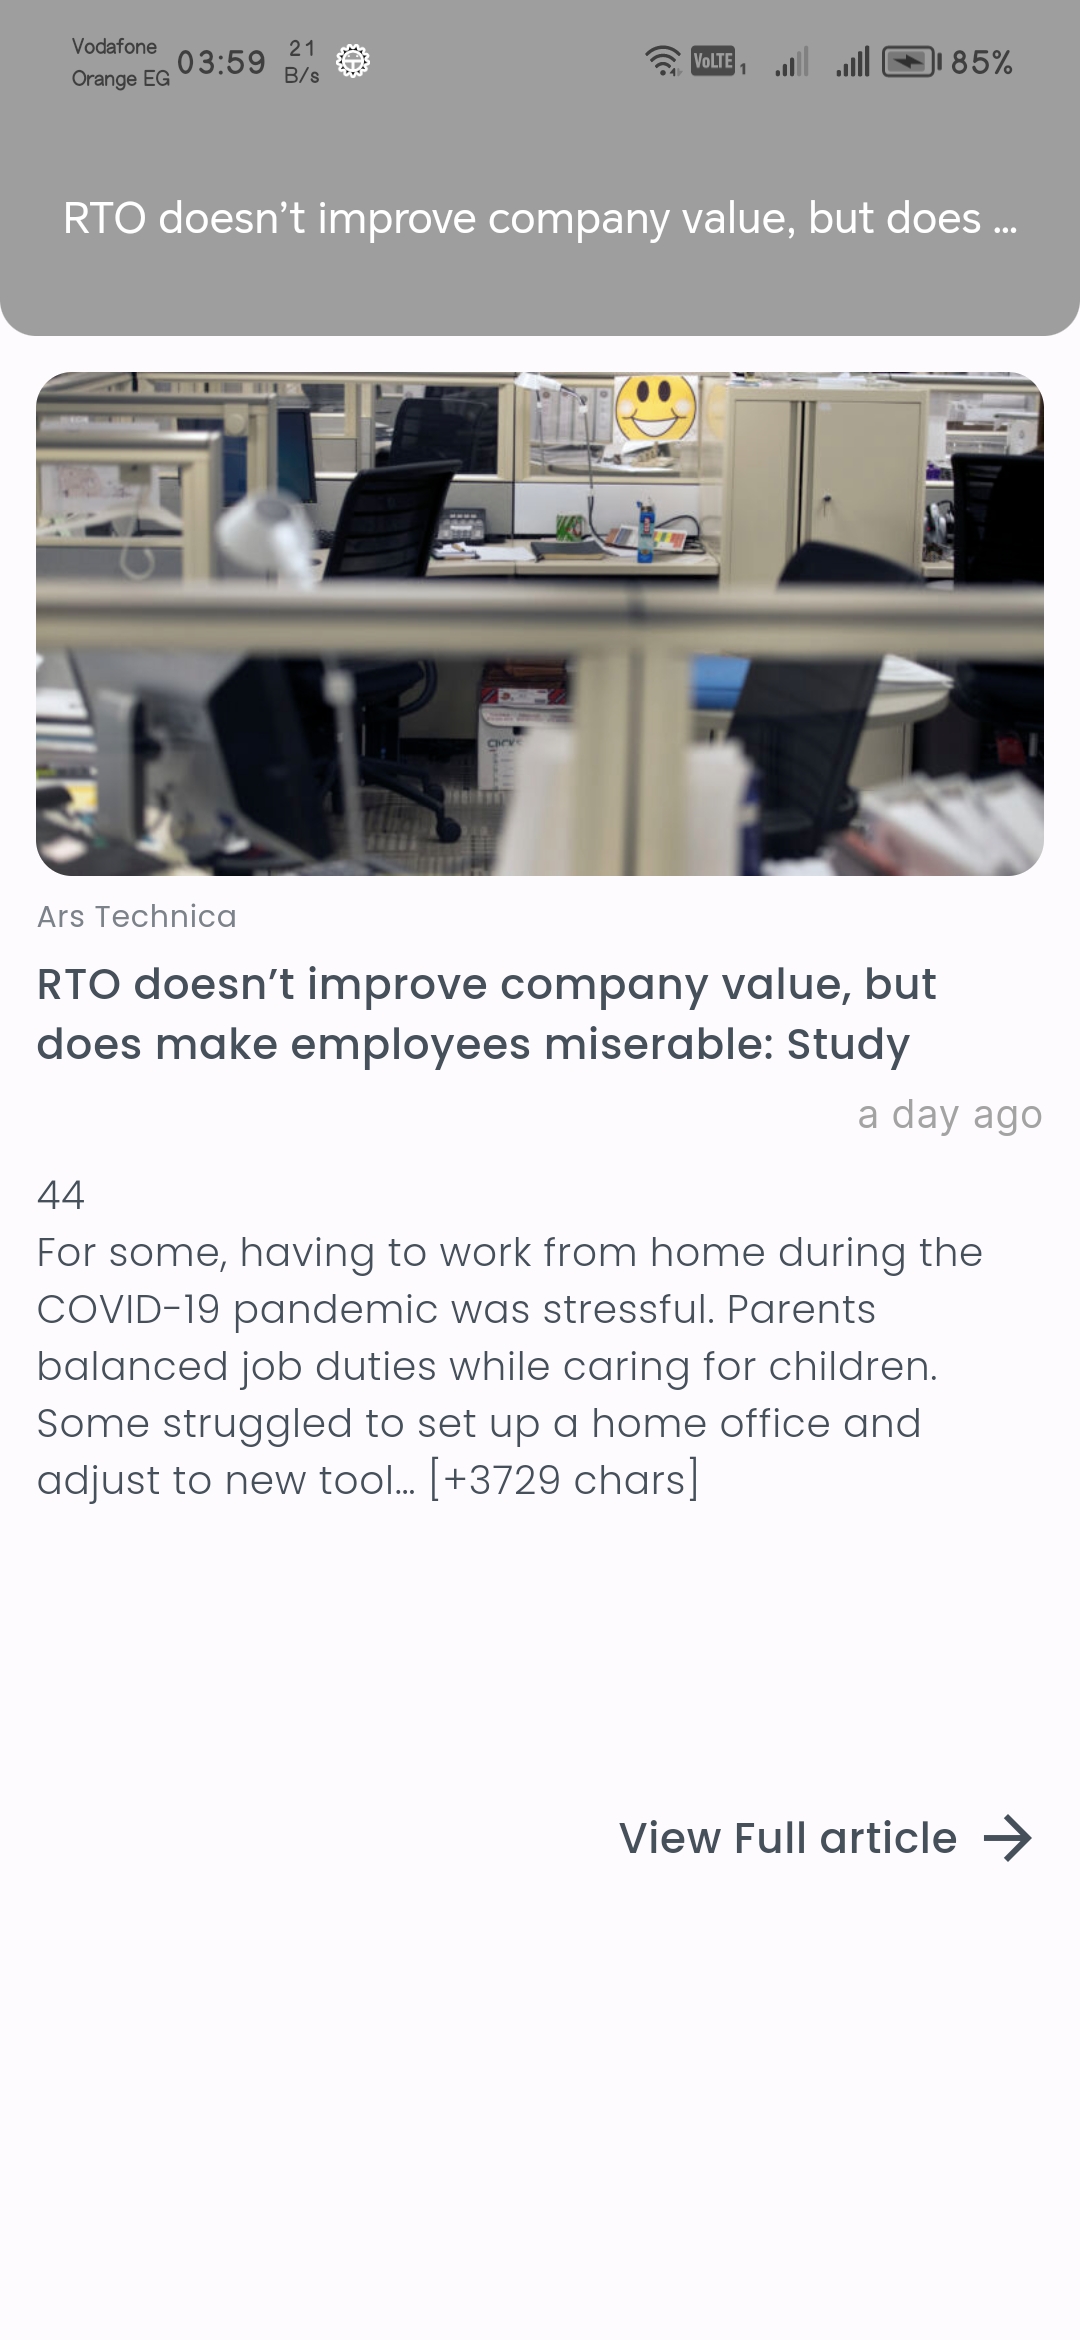 Vodafone
Orange EG
03:59
21
B/s
VoLTE 1
85%
RTO doesn’t improve company value, but does ...
Ars Technica
RTO doesn’t improve company value, but
does make employees miserable: Study
a day ago
44
For some, having to work from home during the
COVID-19 pandemic was stressful. Parents
balanced job duties while caring for children.
Some struggled to set up a home office and
adjust to new tool… [+3729 chars]
View Full article